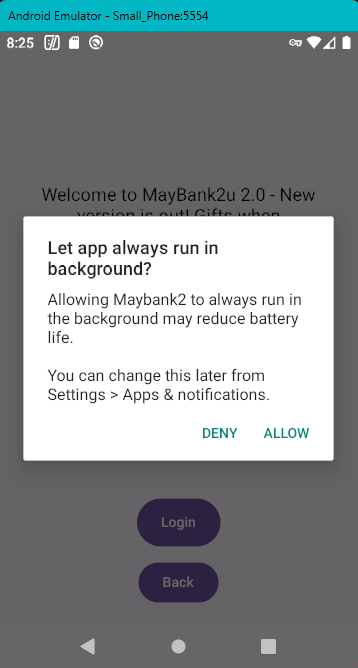 Android Emulator - Small_Phone:5554
8:25
Welcome to MayBank2u 2.0 - New
version is out! Gifts when
Let app always run in
background?
Allowing Maybank2 to always run in
the background may reduce battery
life.
You can change this later from
Settings > Apps & notifications.
DENY ALLOW
Login
Back